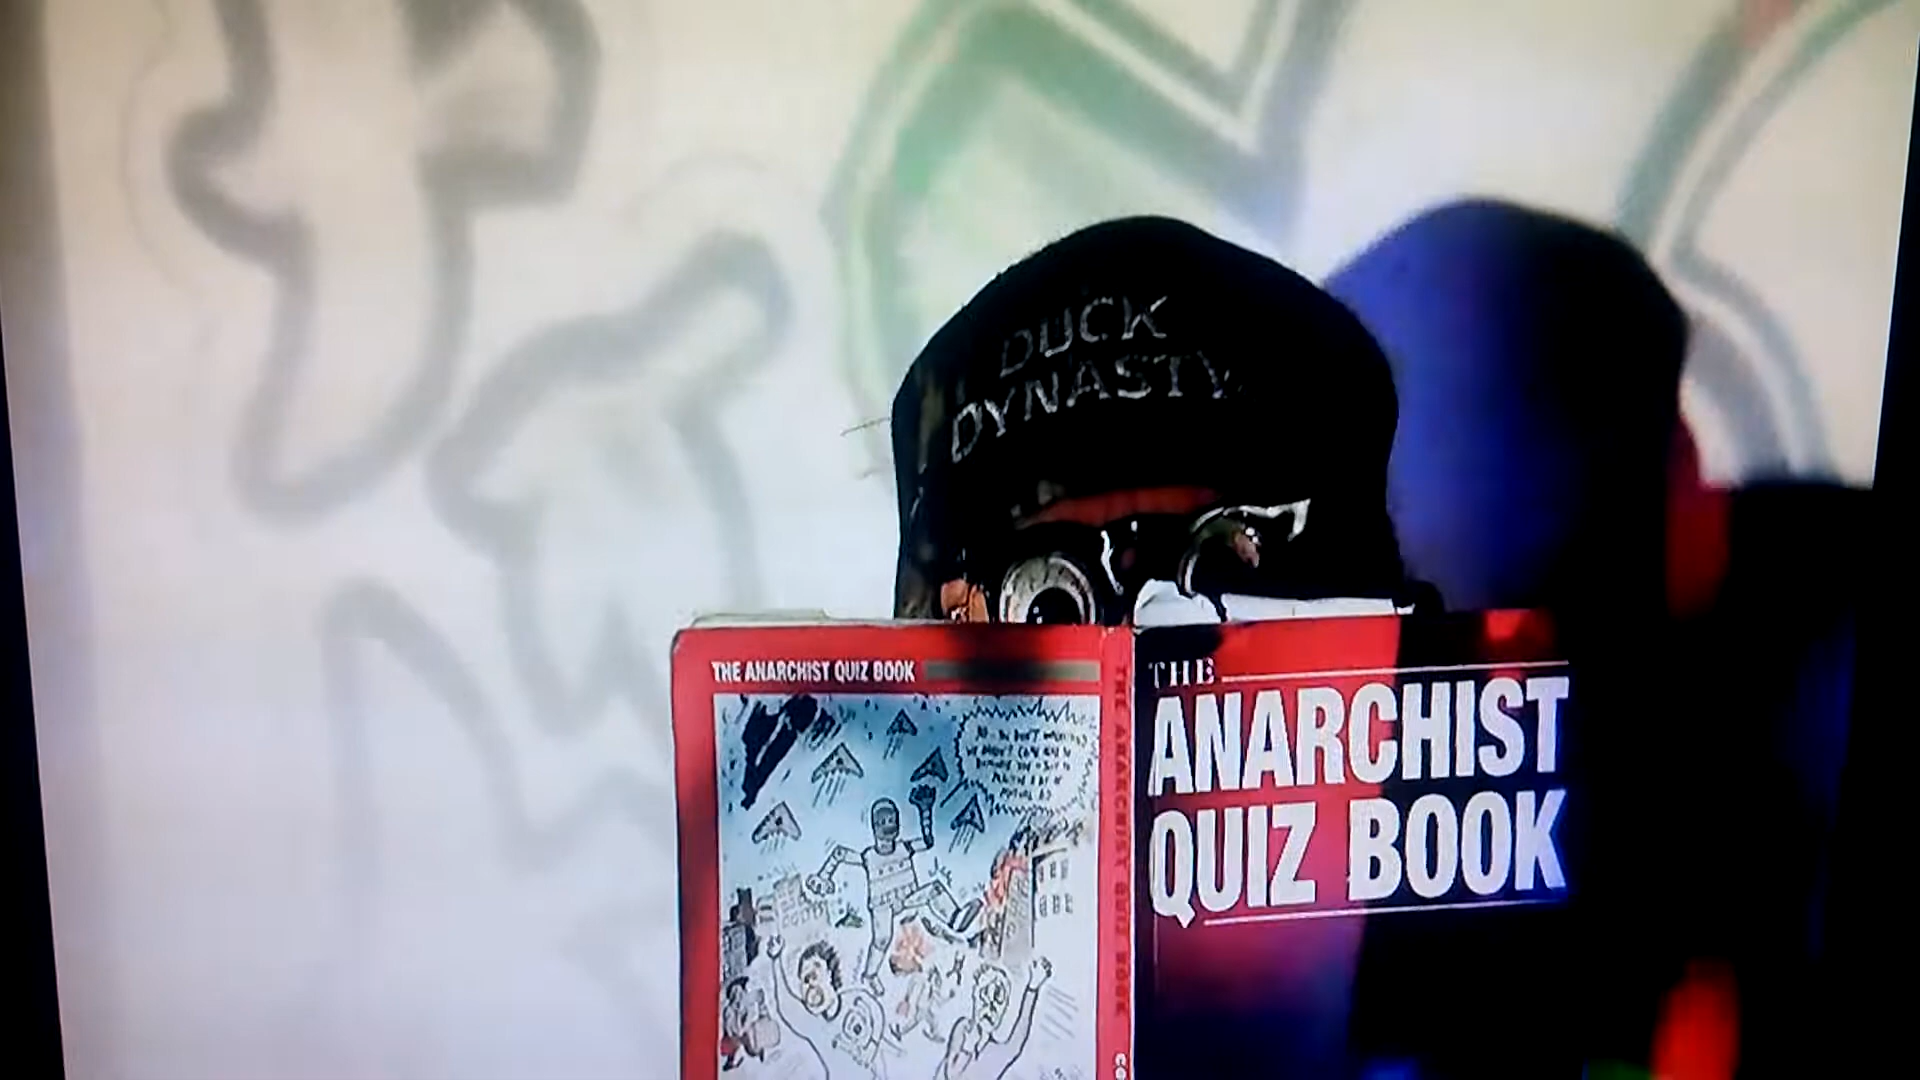 DUCK
DYNASTY
THE ANARCHIST QUIZ BOOK
THE
ANARCHIST
QUIZ BOOK
THE ANARCHIST QUIZ BOOK